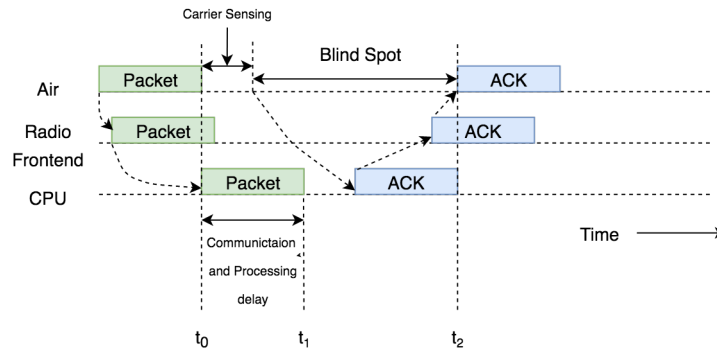 Carrier Sensing
Blind Spot
Air
Packet
ACK
Radio
Frontend
Packet
ACK
CPU
Packet
ACK
Time
Communictaion
and Processing
delay
t0
t1
t2